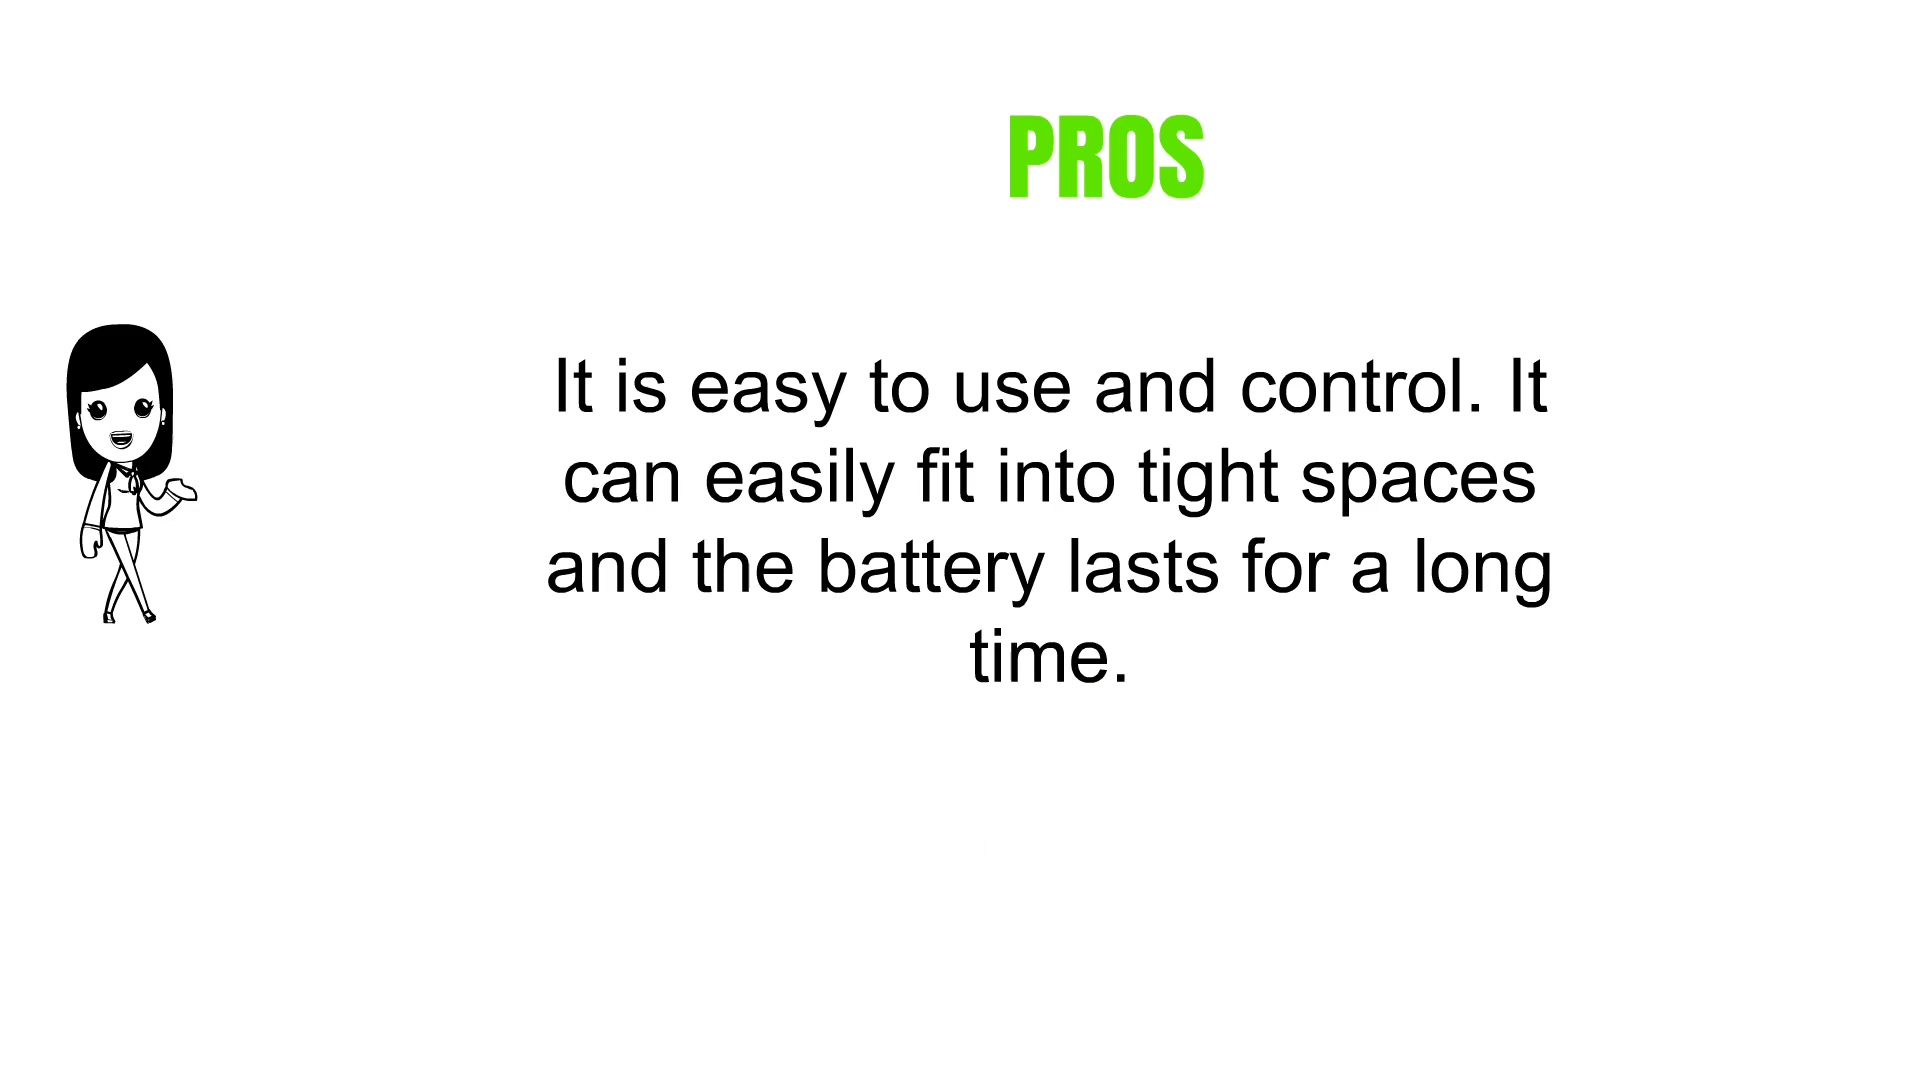 PROS
It is easy to use and control. It
can easily fit into tight spaces
and the battery lasts for a long
time.